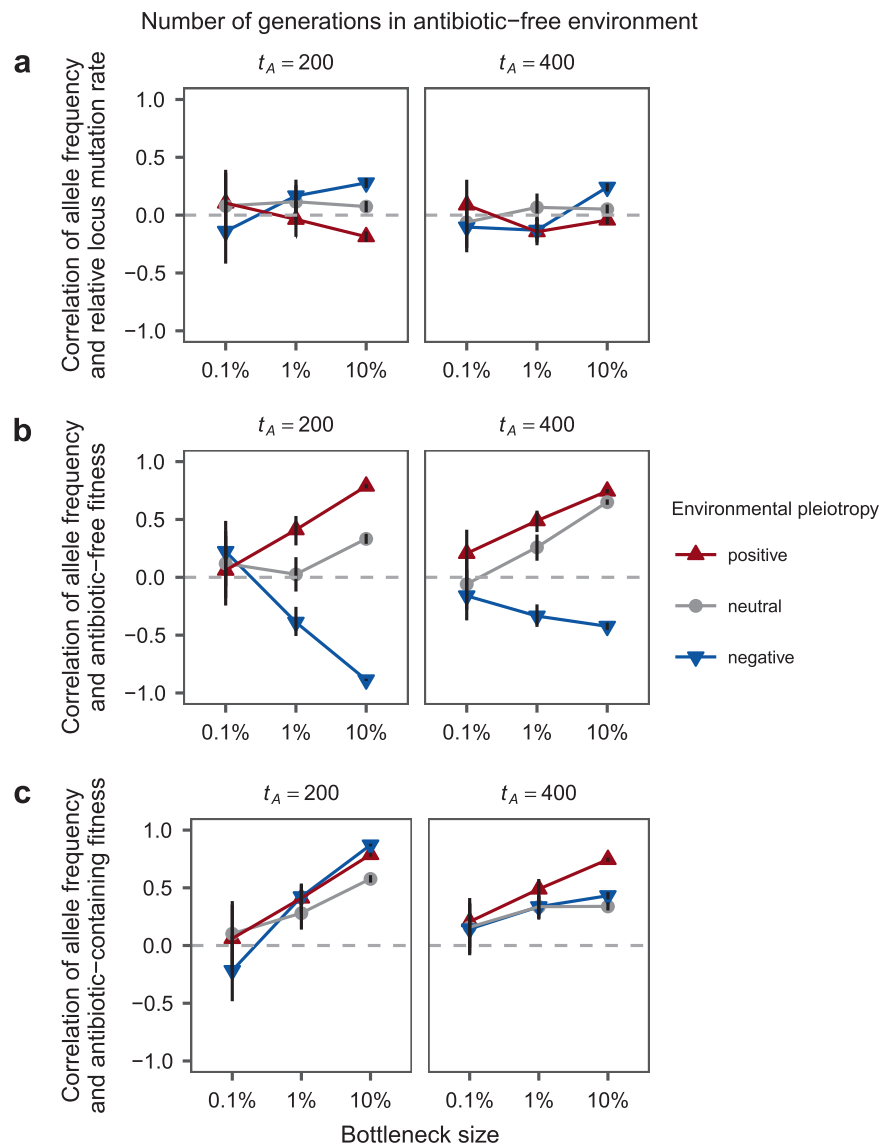 Number of generations in antibiotic−free environment
a
Correlation of allele frequency
and relative locus mutation rate
t_A = 200
t_A = 400
1.0
0.5
0.0
−0.5
−1.0
0.1% 1% 10%
0.1% 1% 10%
b
Correlation of allele frequency
and antibiotic−free fitness
t_A = 200
t_A = 400
1.0
0.5
0.0
−0.5
−1.0
0.1% 1% 10%
0.1% 1% 10%
Environmental pleiotropy
positive
neutral
negative
c
Correlation of allele frequency
and antibiotic−containing fitness
t_A = 200
t_A = 400
1.0
0.5
0.0
−0.5
−1.0
0.1% 1% 10%
0.1% 1% 10%
Bottleneck size